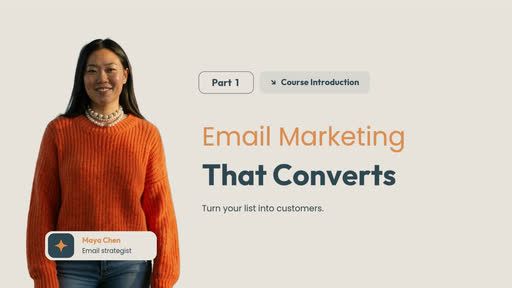 Part 1
Course Introduction
Email Marketing
That Converts
Turn your list into customers.
Maya Chen
Email strategist